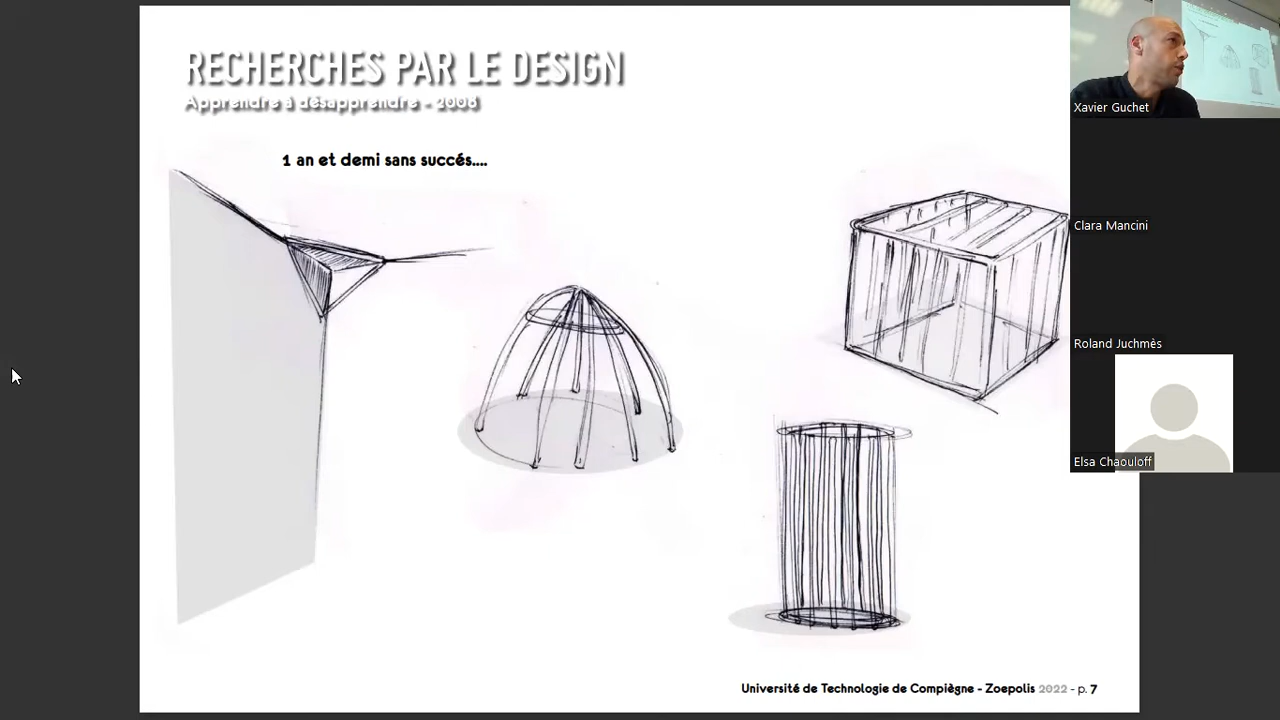 RECHERCHES PAR LE DESIGN
Apprendre à désapprendre - 2008
1 an et demi sans succés....
Université de Technologie de Compiègne - Zoepolis 2022 - p. 7
Xavier Guchet
Clara Mancini
Roland Juchmès
Elsa Chaouloff